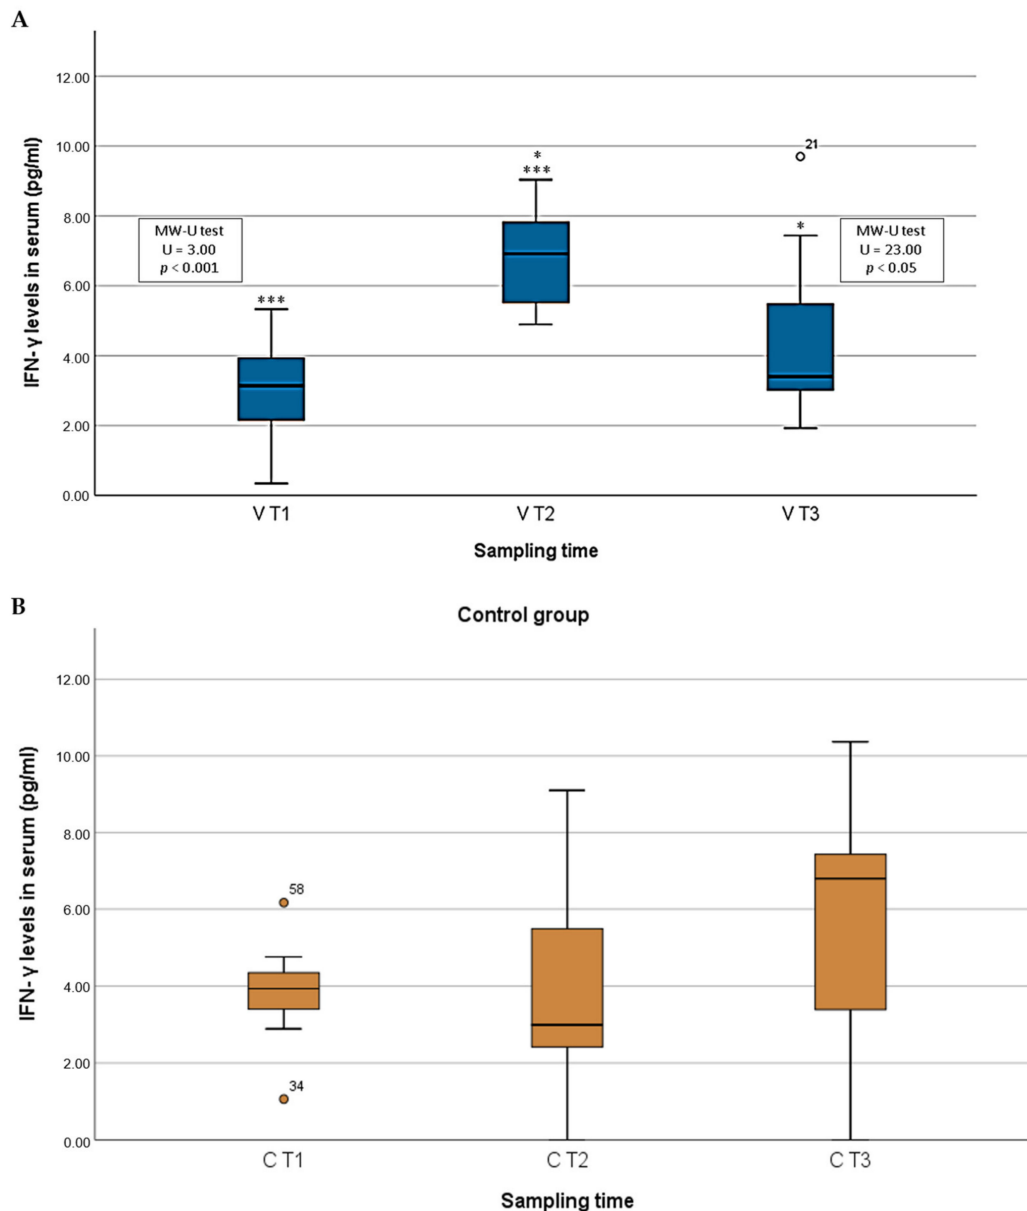 A
IFN- γ levels in serum (pg/ml)
12.00
10.00
8.00
6.00
4.00
2.00
0.00
MW-U test
U = 3.00
p < 0.001
***
*
***
21
*
MW-U test
U = 23.00
p < 0.05
V T1
V T2
V T3
Sampling time
B
Control group
IFN- γ levels in serum (pg/ml)
12.00
10.00
8.00
6.00
4.00
2.00
0.00
58
34
C T1
C T2
C T3
Sampling time